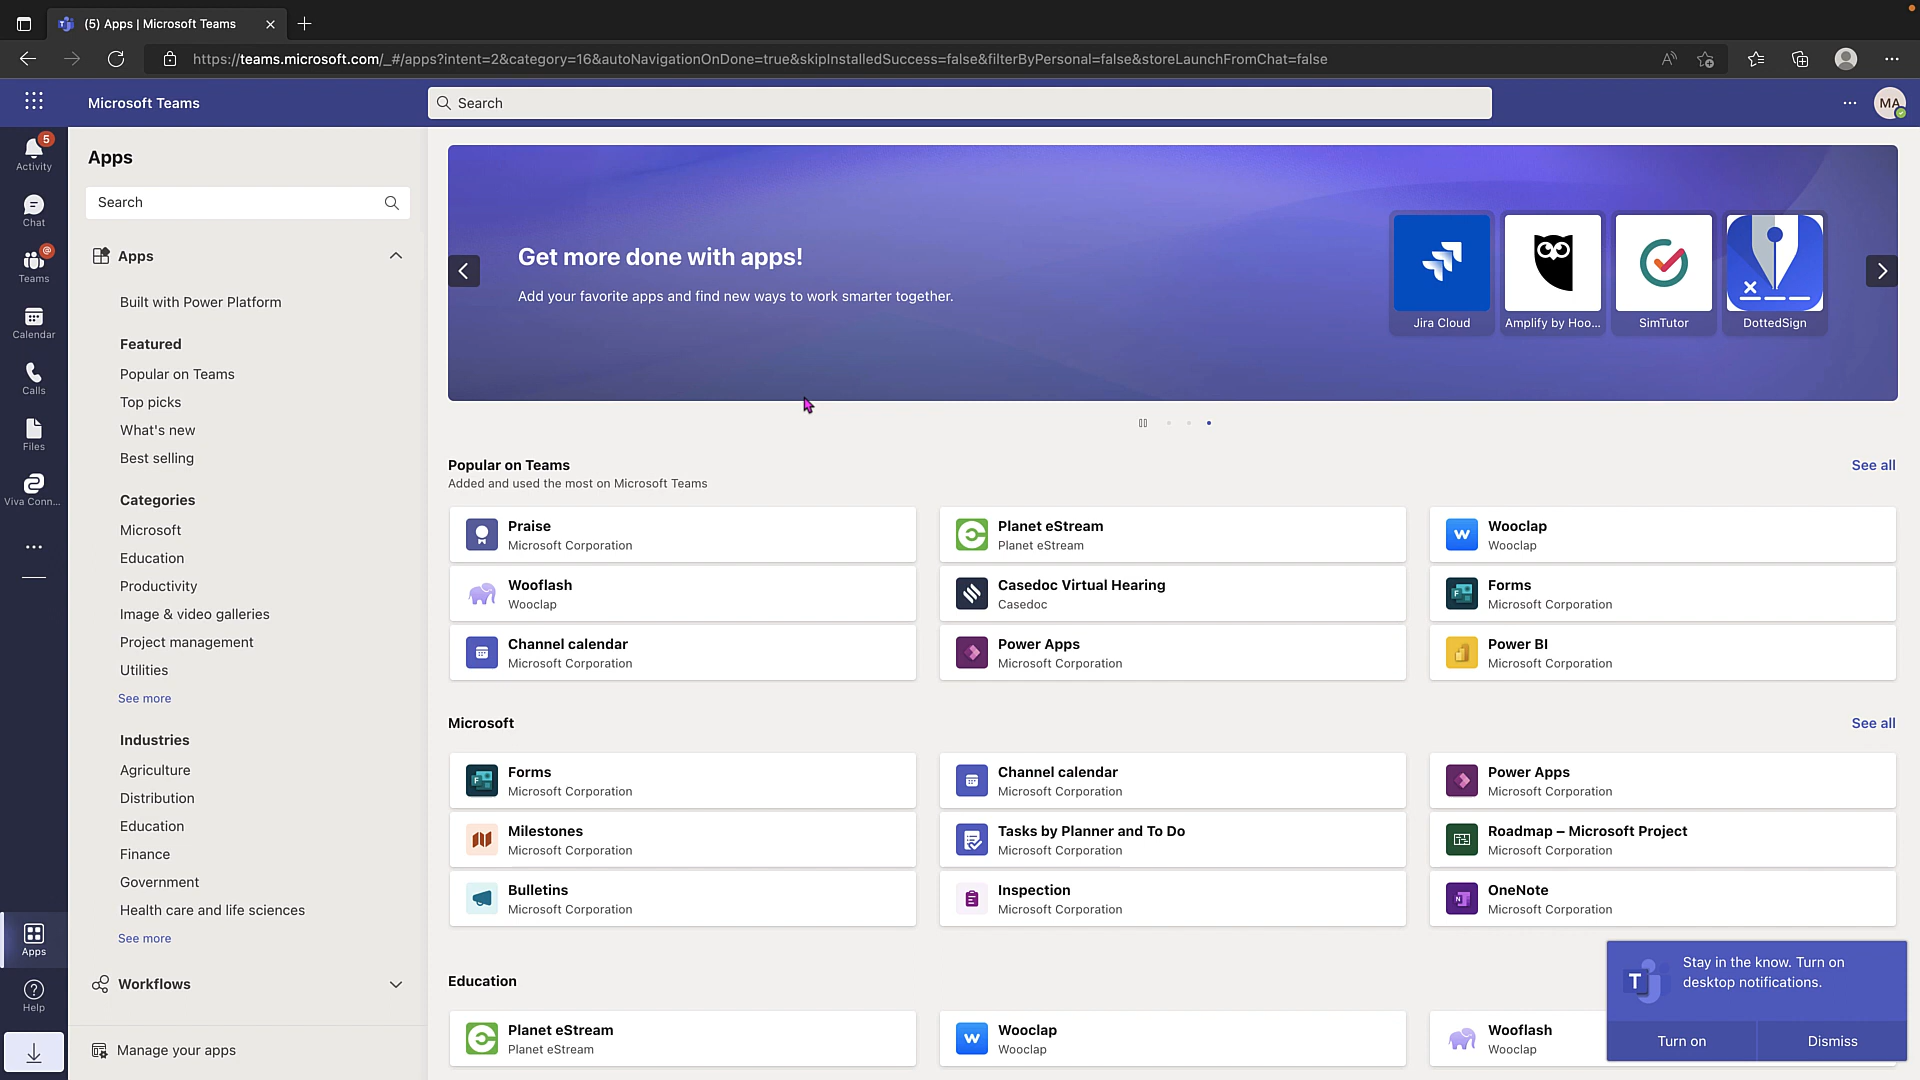 (5) Apps | Microsoft Teams
https://teams.microsoft.com/_#/apps?intent=2&category=16&autoNavigationOnDone=true&skipInstalledSuccess=false&filterByPersonal=false&storeLaunchFromChat=false
Microsoft Teams
Search
MA
5
Activity
Chat
@
Teams
Calendar
Calls
Files
Viva Conn...
Apps
Help
Apps
Search
Apps
Built with Power Platform
Featured
Popular on Teams
Top picks
What's new
Best selling
Categories
Microsoft
Education
Productivity
Image & video galleries
Project management
Utilities
See more
Industries
Agriculture
Distribution
Education
Finance
Government
Health care and life sciences
See more
Workflows
Manage your apps
Get more done with apps!
Add your favorite apps and find new ways to work smarter together.
Jira Cloud
Amplify by Hoo...
SimTutor
DottedSign
Popular on Teams
See all
Added and used the most on Microsoft Teams
Praise
Microsoft Corporation
Planet eStream
Planet eStream
W
Wooclap
Wooclap
Wooflash
Wooclap
Casedoc Virtual Hearing
Casedoc
F
Forms
Microsoft Corporation
Channel calendar
Microsoft Corporation
Power Apps
Microsoft Corporation
Power BI
Microsoft Corporation
Microsoft
See all
F
Forms
Microsoft Corporation
Channel calendar
Microsoft Corporation
Power Apps
Microsoft Corporation
Milestones
Microsoft Corporation
Tasks by Planner and To Do
Microsoft Corporation
Roadmap – Microsoft Project
Microsoft Corporation
Bulletins
Microsoft Corporation
Inspection
Microsoft Corporation
N
OneNote
Microsoft Corporation
Education
Planet eStream
Planet eStream
W
Wooclap
Wooclap
Wooflash
Wooclap
T
Stay in the know. Turn on
desktop notifications.
Turn on
Dismiss